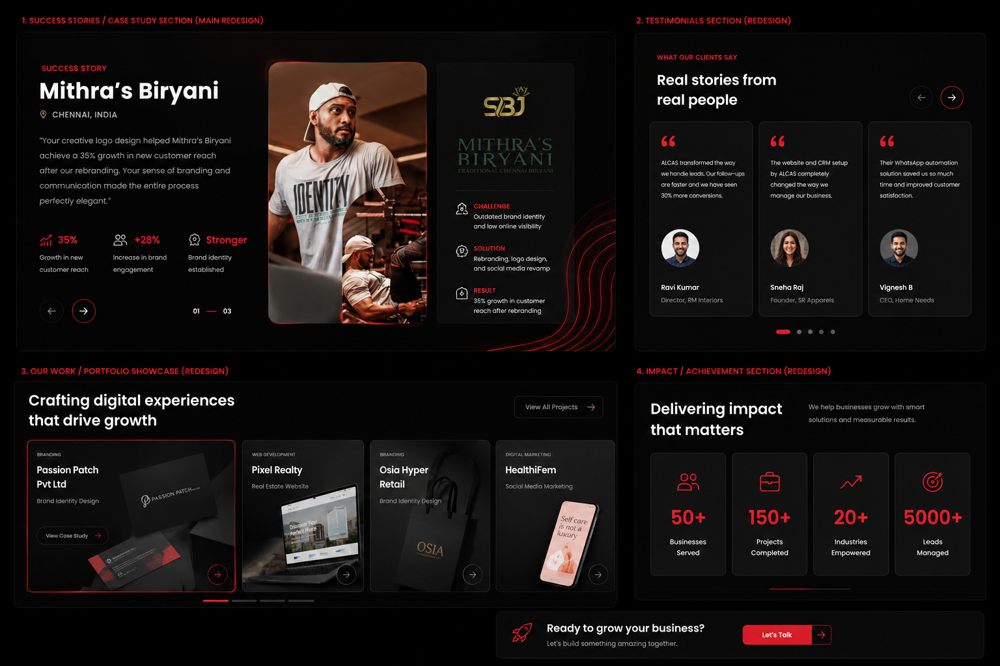 1. SUCCESS STORIES / CASE STUDY SECTION (MAIN REDESIGN)
SUCCESS STORY
Mithra's Biryani
CHENNAI, INDIA
"Your creative logo design helped Mithra's Biryani
achieve a 35% growth in new customer reach
after our rebranding. Your sense of branding and
communication made the entire process
perfectly elegant."
35%
Growth in new
customer reach
+28%
Increase in brand
engagement
Stronger
Brand identity
established
01 — 03
IDENTITY
SBJ
MITHRA'S
BIRYANI
TRADITIONAL CHENNAI BIRYANI
CHALLENGE
Outdated brand identity
and low online visiblity
SOLUTION
Rebranding, logo design,
and social media revamp
RESULT
35% growth in customer
reach after rebranding
2. TESTIMONIALS SECTION (REDESIGN)
WHAT OUR CLIENTS SAY
Real stories from
real people
ALCAS transformed the way
we handle leads. Our follow-ups
are faster and we have seen
30% more conversions.
Ravi Kumar
Director, RM Interiors
The website and CRM setup
by ALCAS completely
changed the way we
manage our business.
Sneha Raj
Founder, SR Apparels
Their WhatsApp automation
solution saved us so much
time and improved customer
satisfaction.
Vignesh B
CEO, Home Needs
3. OUR WORK / PORTFOLIO SHOWCASE (REDESIGN)
Crafting digital experiences
that drive growth
View All Projects
BRANDING
Passion Patch
Pvt Ltd
Brand Identity Design
View Case Study
PASSION PATCH
WEB DEVELOPMENT
Pixel Realty
Real Estate Website
Discover Your
Perfect Home
BRANDING
Osia Hyper
Retail
Brand Identity Design
OSIA
DIGITAL MARKETING
HealthiFem
Social Media Marketing
Self care
is not a
luxury
4. IMPACT / ACHIEVEMENT SECTION (REDESIGN)
Delivering impact
that matters
We help businesses grow with smart
solutions and measurable results.
50+
Businesses
Served
150+
Projects
Completed
20+
Industries
Empowered
5000+
Leads
Managed
Ready to grow your business?
Let's build something amazing together.
Let's Talk